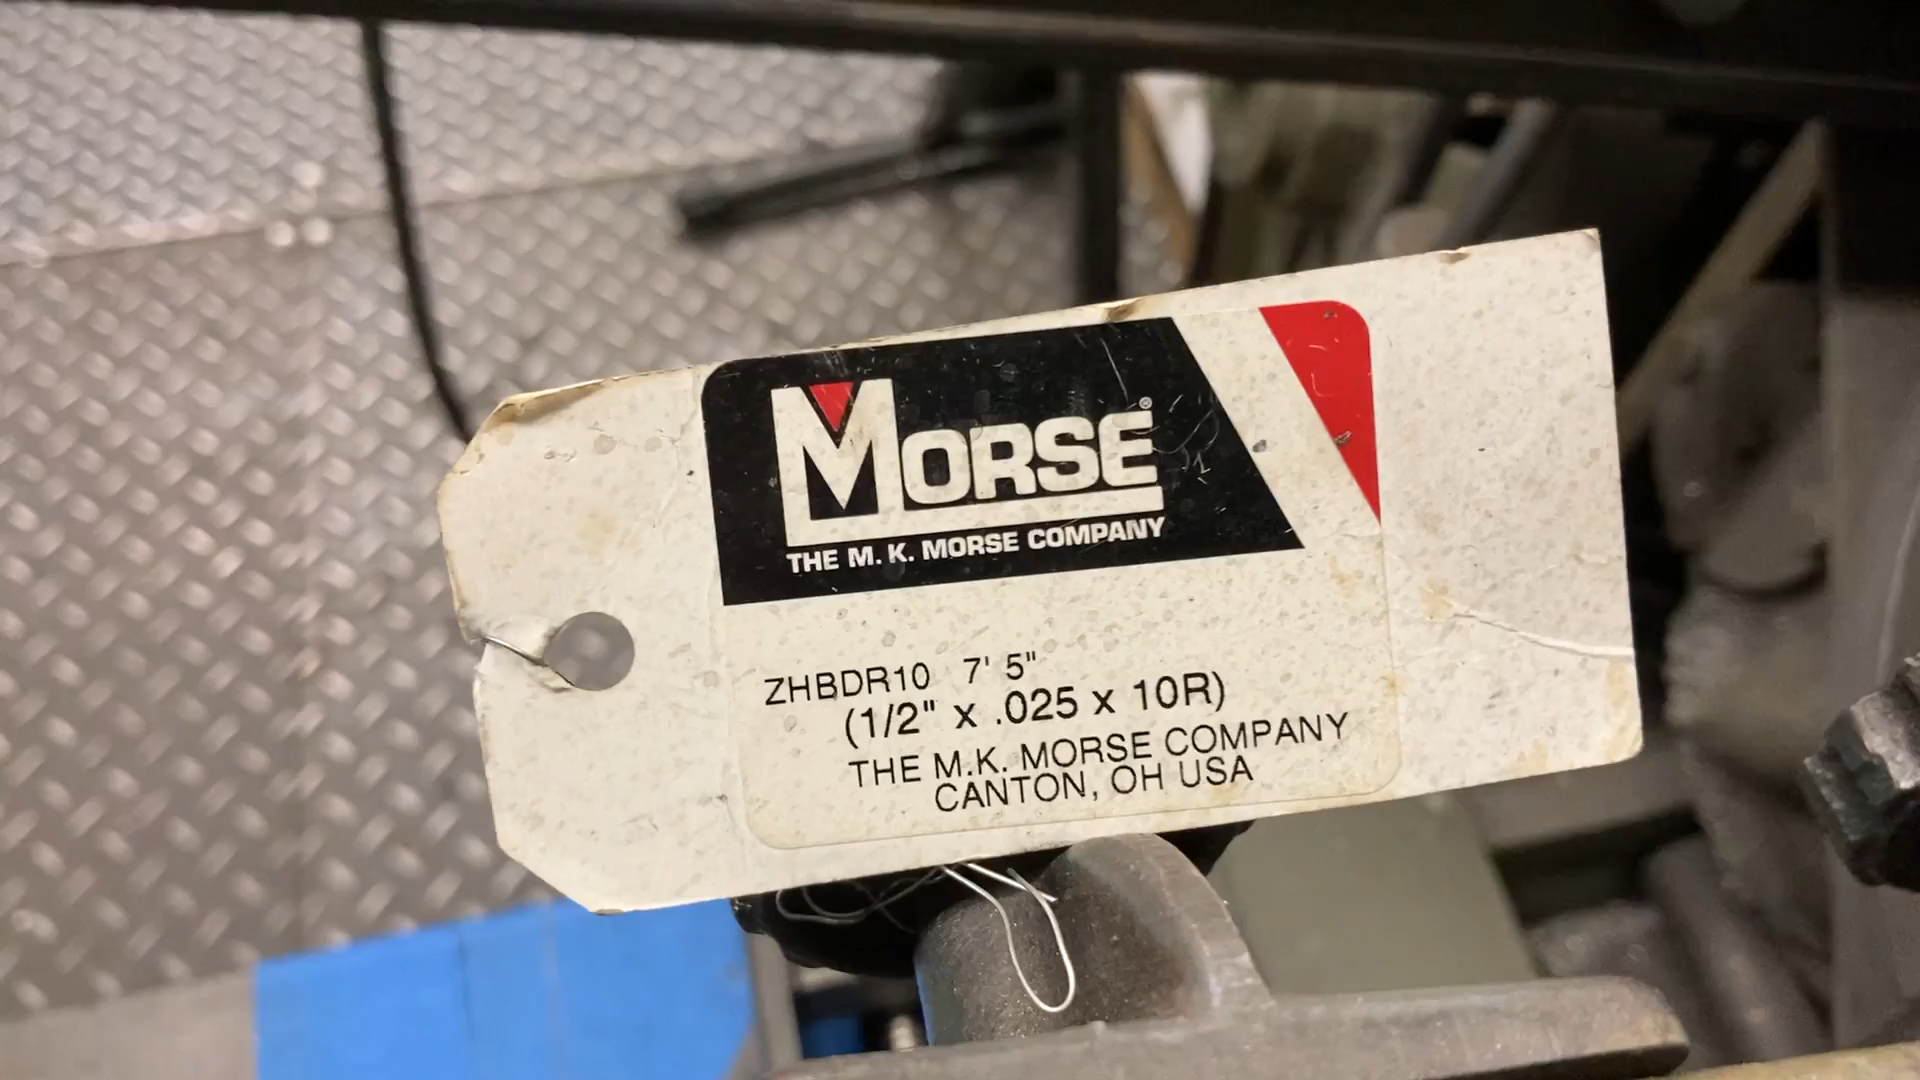 MORSE®
THE M. K. MORSE COMPANY
ZHBDR10 7' 5"
(1/2" x .025 x 10R)
THE M.K. MORSE COMPANY
CANTON, OH USA